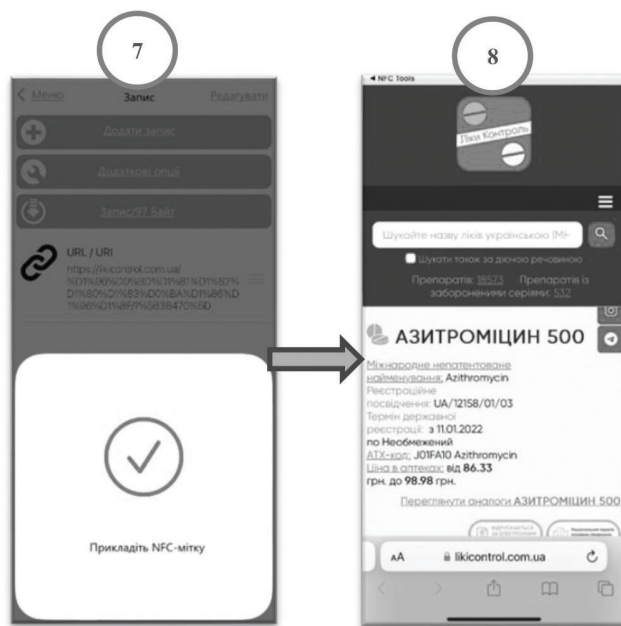 7
Меню
Запис
Редагувати
Додати запис
Додаткові опції
Запис/97 Байт
URL / URI
https://likicontrol.com.ua/
Прикладіть NFC-мітку
8
NFC Tools
Ліки Контроль
Шукайте назву ліків українською (МН-
Шукати також за діючою речовиною
Препаратів: 18573 Препаратів із
забороненими серіями: 532
АЗИТРОМІЦИН 500
Міжнародне непатентоване
найменування: Azithromycin
Реєстраційне
посвідчення: UA/12158/01/03
Термін державної
реєстрації: з 11.01.2022
по Необмежений
АТХ-код: J01FA10 Azithromycin
Ціна в аптеках: від 86.33
грн. до 98.98 грн.
Переглянути аналоги АЗИТРОМІЦИН 500
AA likicontrol.com.ua